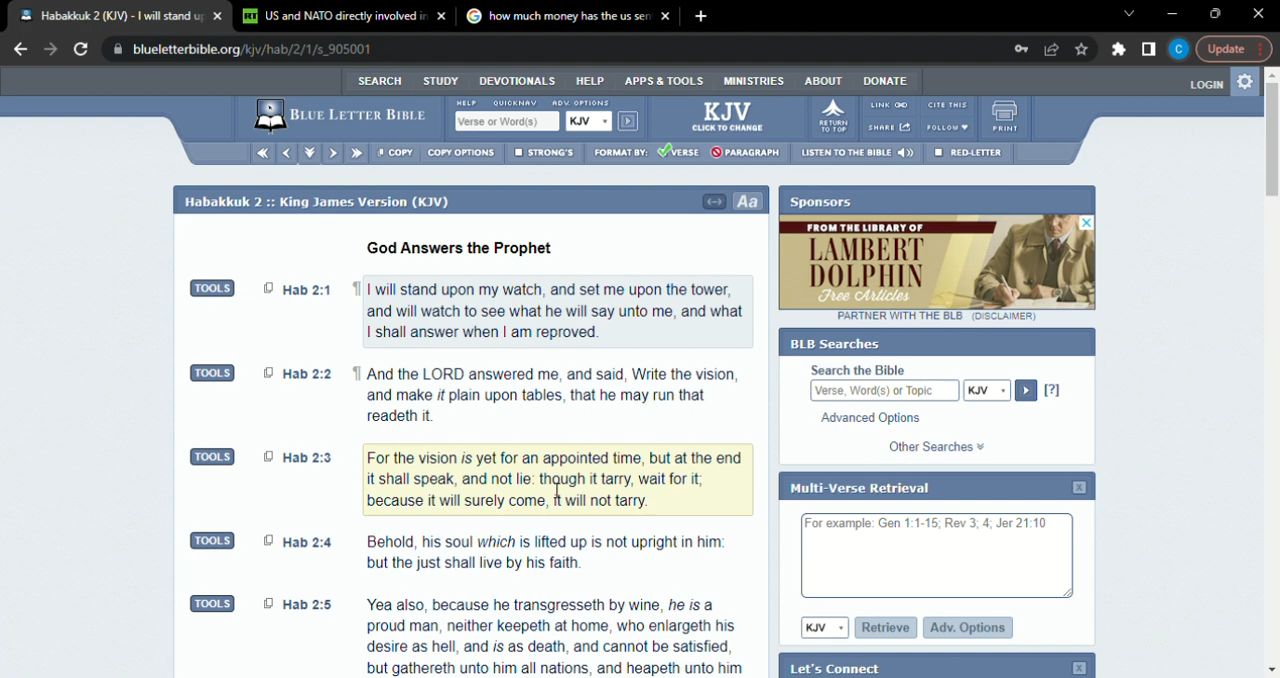 Habakkuk 2 (KJV) - I will stand up
US and NATO directly involved in
how much money has the us sen
blueletterbible.org/kjv/hab/2/1/s_905001
C
Update
SEARCH STUDY DEVOTIONALS HELP APPS & TOOLS MINISTRIES ABOUT DONATE
LOGIN
BLUE LETTER BIBLE
HELP QUICKNAV ADV. OPTIONS
Verse or Word(s) KJV
KJV
CLICK TO CHANGE
RETURN
TO TOP
LINK
SHARE
CITE THIS
FOLLOW
PRINT
COPY COPY OPTIONS STRONG'S FORMAT BY: VERSE PARAGRAPH LISTEN TO THE BIBLE RED-LETTER
Habakkuk 2 :: King James Version (KJV) Aa
God Answers the Prophet
TOOLS Hab 2:1 ¶ I will stand upon my watch, and set me upon the tower,
and will watch to see what he will say unto me, and what
I shall answer when I am reproved.
TOOLS Hab 2:2 ¶ And the LORD answered me, and said, Write the vision,
and make it plain upon tables, that he may run that
readeth it.
TOOLS Hab 2:3 For the vision is yet for an appointed time, but at the end
it shall speak, and not lie: though it tarry, wait for it;
because it will surely come, it will not tarry.
TOOLS Hab 2:4 Behold, his soul which is lifted up is not upright in him:
but the just shall live by his faith.
TOOLS Hab 2:5 Yea also, because he transgresseth by wine, he is a
proud man, neither keepeth at home, who enlargeth his
desire as hell, and is as death, and cannot be satisfied,
but gathereth unto him all nations, and heapeth unto him
Sponsors
FROM THE LIBRARY OF
LAMBERT
DOLPHIN
Free Articles
PARTNER WITH THE BLB (DISCLAIMER)
BLB Searches
Search the Bible
Verse, Word(s) or Topic KJV [?]
Advanced Options
Other Searches
Multi-Verse Retrieval
For example: Gen 1:1-15; Rev 3; 4; Jer 21:10
KJV Retrieve Adv. Options
Let's Connect